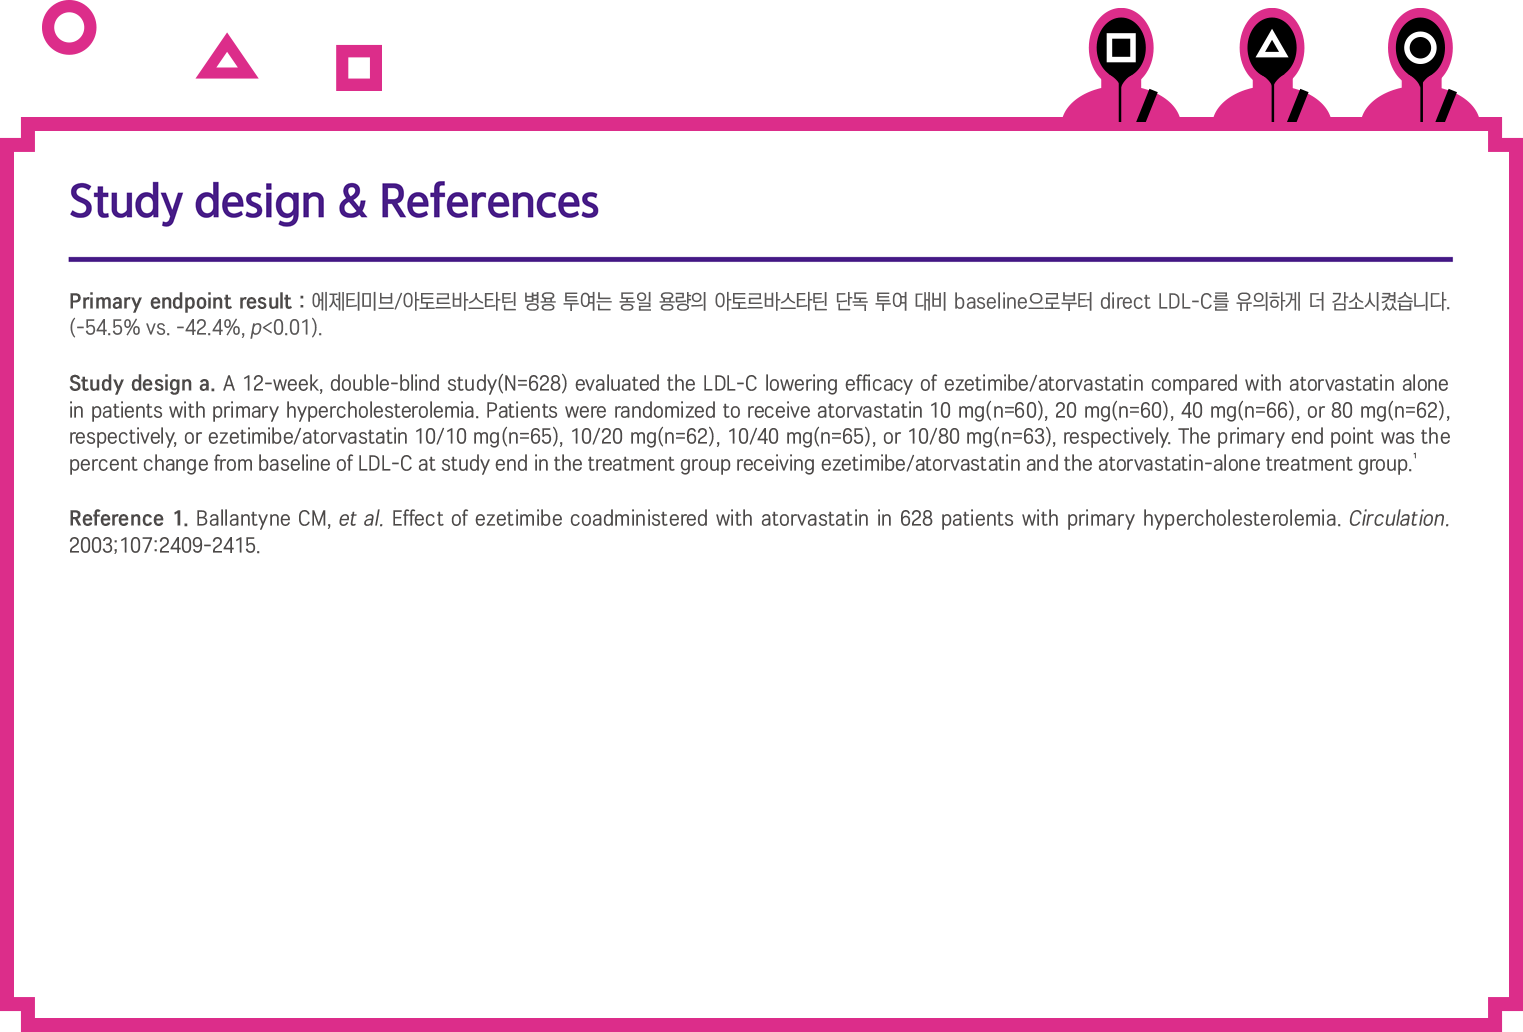 Study design & References
Primary endpoint result : 에제티미브/아토르바스타틴 병용 투여는 동일 용량의 아토르바스타틴 단독 투여 대비 baseline으로부터 direct LDL-C를 유의하게 더 감소시켰습니다.
(-54.5% vs. -42.4%, p<0.01).
Study design a. A 12-week, double-blind study(N=628) evaluated the LDL-C lowering efficacy of ezetimibe/atorvastatin compared with atorvastatin alone
in patients with primary hypercholesterolemia. Patients were randomized to receive atorvastatin 10 mg(n=60), 20 mg(n=60), 40 mg(n=66), or 80 mg(n=62),
respectively, or ezetimibe/atorvastatin 10/10 mg(n=65), 10/20 mg(n=62), 10/40 mg(n=65), or 10/80 mg(n=63), respectively. The primary end point was the
percent change from baseline of LDL-C at study end in the treatment group receiving ezetimibe/atorvastatin and the atorvastatin-alone treatment group.¹
Reference 1. Ballantyne CM, et al. Effect of ezetimibe coadministered with atorvastatin in 628 patients with primary hypercholesterolemia. Circulation.
2003;107:2409-2415.